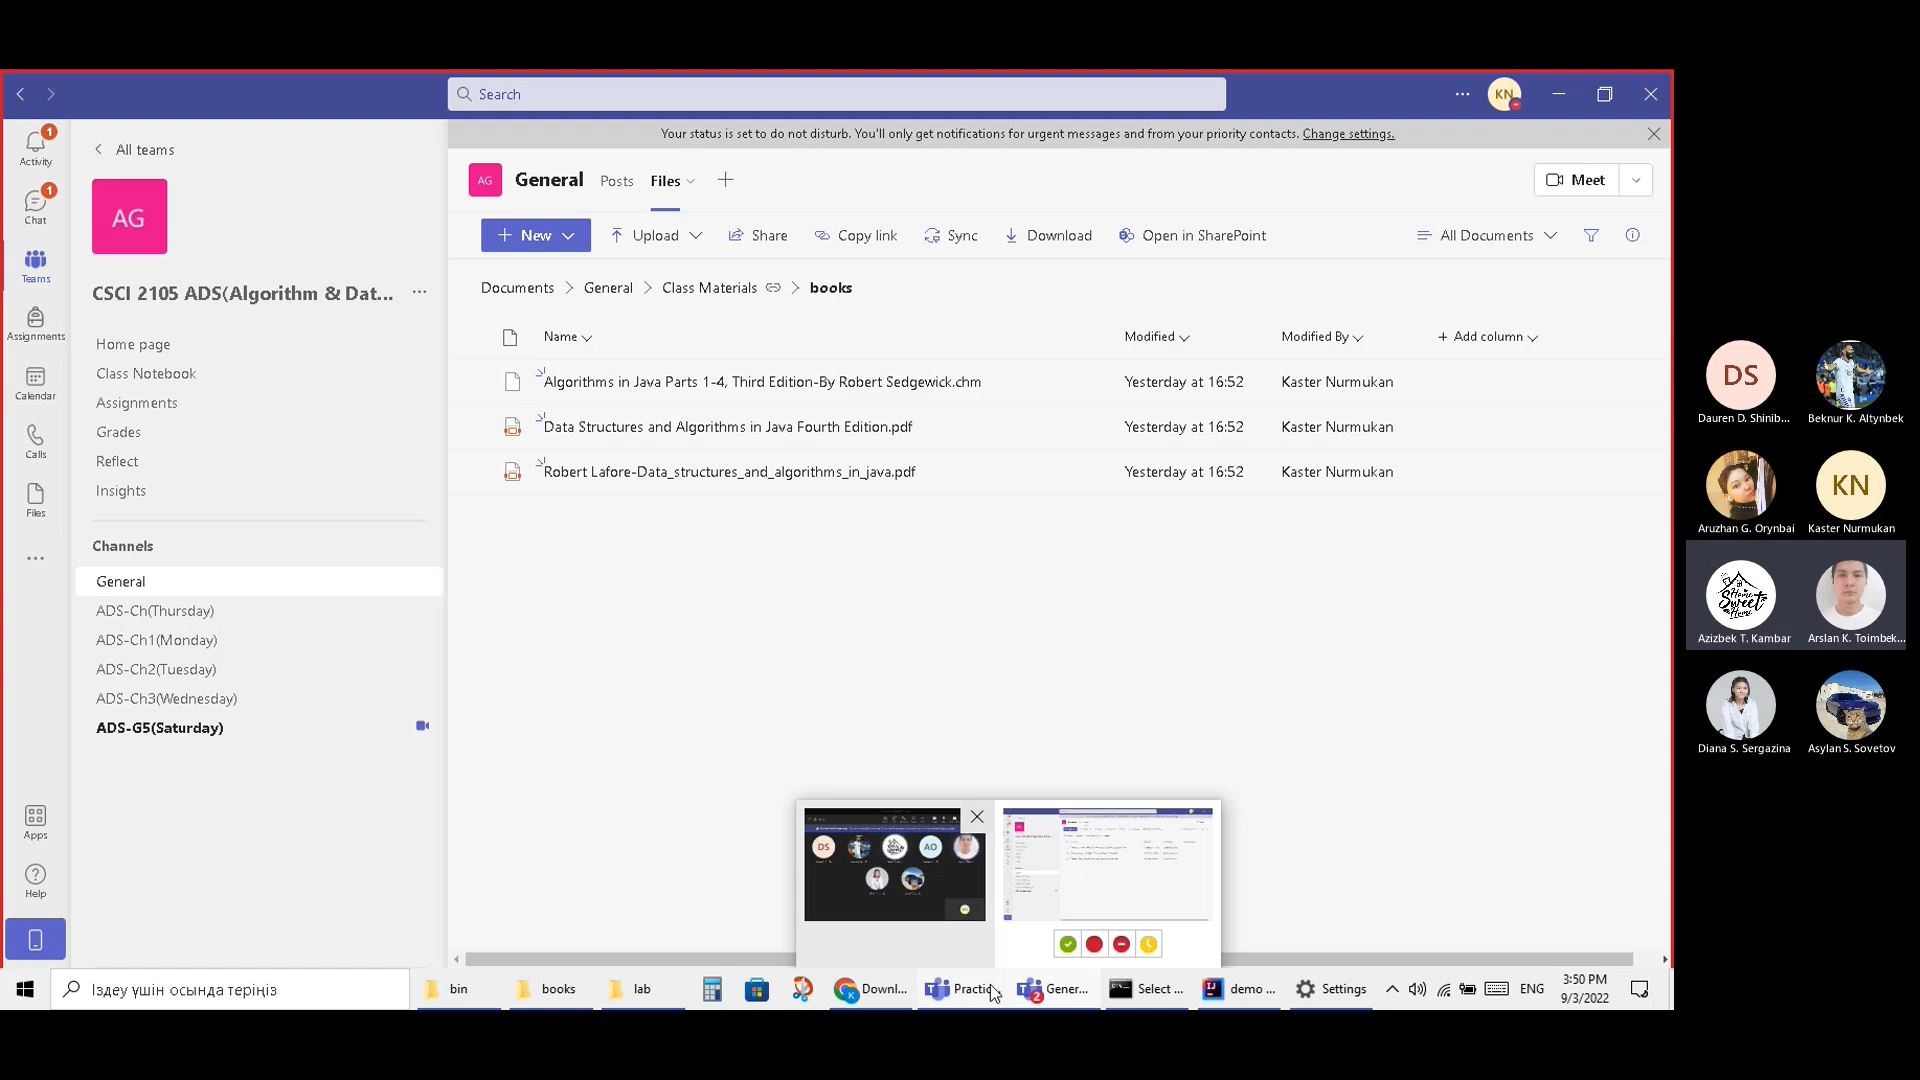 Search
KN
Your status is set to do not disturb. You'll only get notifications for urgent messages and from your priority contacts. Change settings.
1
Activity
1
Chat
Teams
Assignments
Calendar
Calls
Files
Apps
Help
All teams
AG
CSCI 2105 ADS(Algorithm & Dat...
Home page
Class Notebook
Assignments
Grades
Reflect
Insights
Channels
General
ADS-Ch(Thursday)
ADS-Ch1(Monday)
ADS-Ch2(Tuesday)
ADS-Ch3(Wednesday)
ADS-G5(Saturday)
AG General Posts Files
Meet
New Upload Share Copy link Sync Download Open in SharePoint All Documents
Documents > General > Class Materials > books
Name Modified Modified By + Add column
Algorithms in Java Parts 1-4, Third Edition-By Robert Sedgewick.chm Yesterday at 16:52 Kaster Nurmukan
Data Structures and Algorithms in Java Fourth Edition.pdf Yesterday at 16:52 Kaster Nurmukan
Robert Lafore-Data_structures_and_algorithms_in_java.pdf Yesterday at 16:52 Kaster Nurmukan
DS AO
Іздеу үшін осында теріңіз
bin books lab Downl... Practic Gener... Select ... demo ... Settings ENG
2
3:50 PM
9/3/2022
DS
Dauren D. Shinib... Beknur K. Altynbek
KN
Aruzhan G. Orynbai Kaster Nurmukan
Home
Sweet
Home
Azizbek T. Kambar Arslan K. Toimbek...
Diana S. Sergazina Asylan S. Sovetov